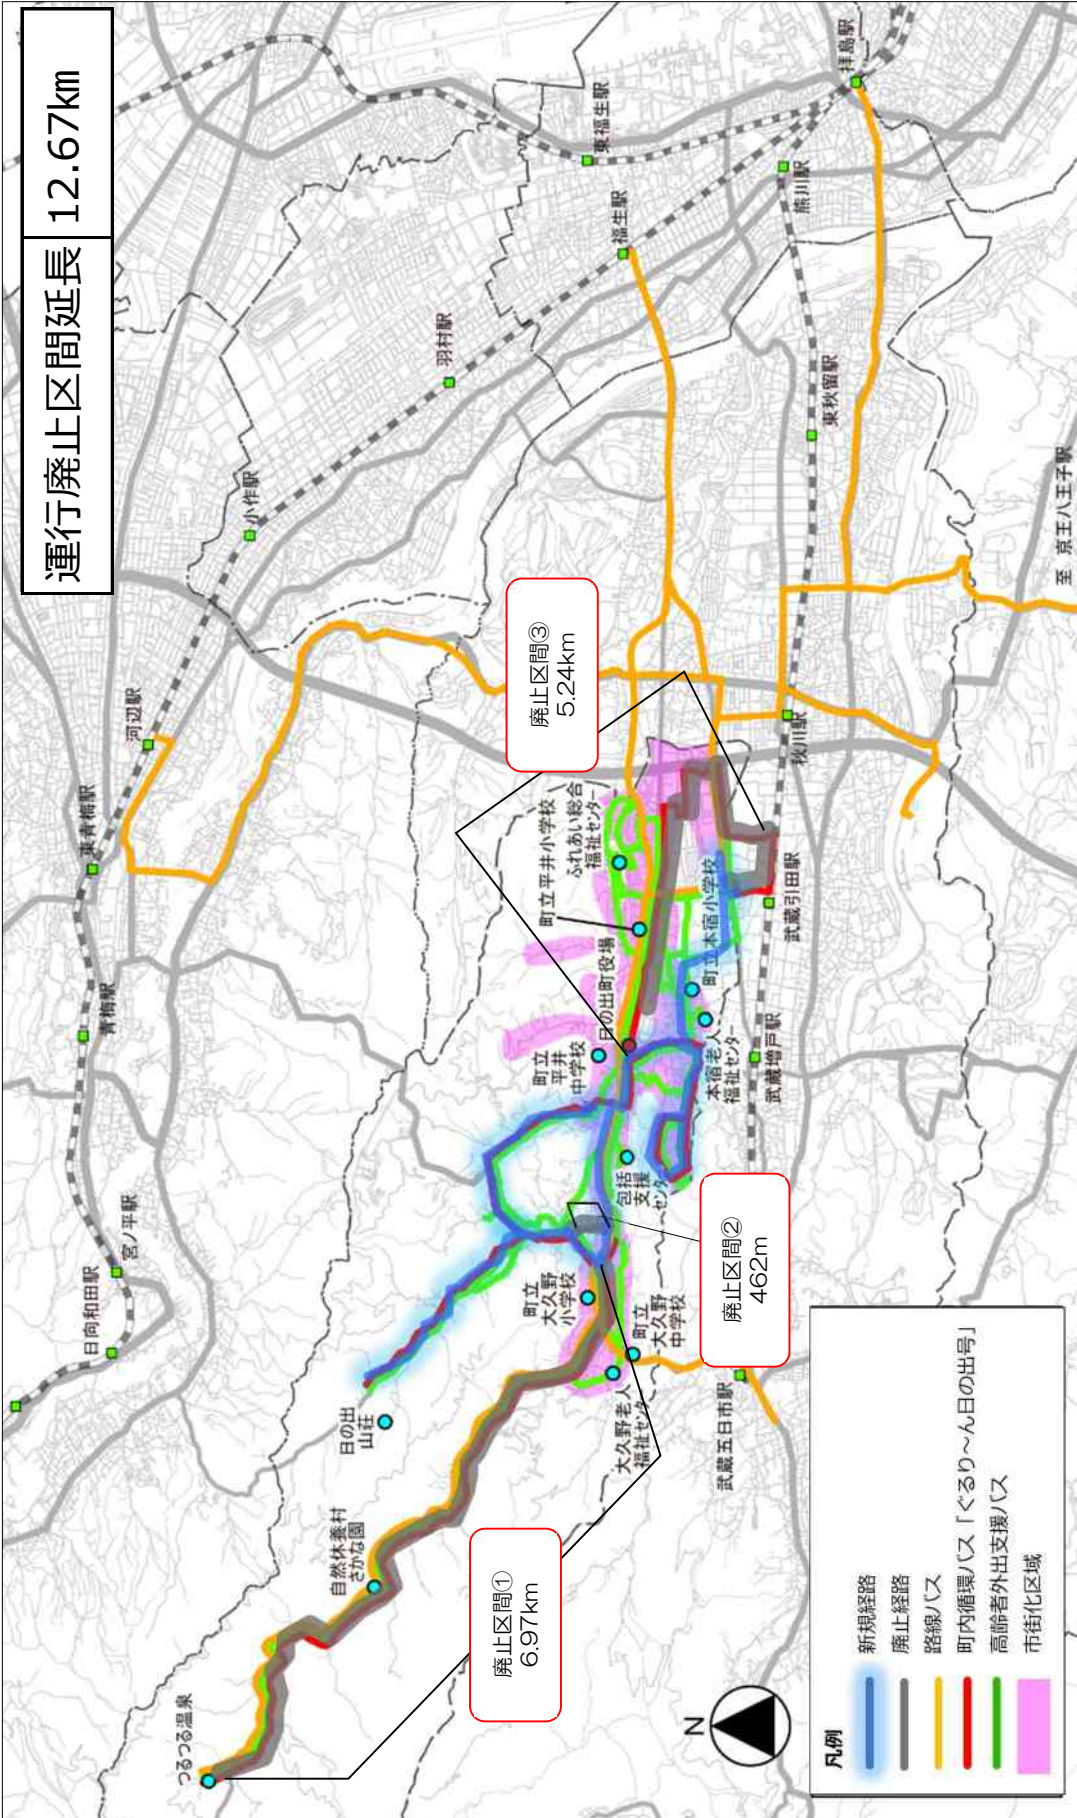 運行廃止区間延長 12.67km
日向和田駅
宮ノ平駅
青梅駅
東青梅駅
河辺駅
小作駅
羽村駅
福生駅
東福生駅
拝島駅
熊川駅
東秋留駅
秋川駅
武蔵引田駅
武蔵増戸駅
武蔵五日市駅
至 京王八王子駅
つるつる温泉
自然休養村
さかな園
日の出
山荘
町立
大久野
小学校
町立
大久野
中学校
大久野老人
福祉センター
包括
支援
センター
町立
平井
中学校
日の出町役場
町立平井小学校
ふれあい総合
福祉センター
町立本宿小学校
本宿老人
福祉センター
廃止区間①
6.97km
廃止区間②
462m
廃止区間③
5.24km
N
凡例
新規経路
廃止経路
路線バス
町内循環バス「ぐるり～ん日の出号」
高齢者外出支援バス
市街化区域